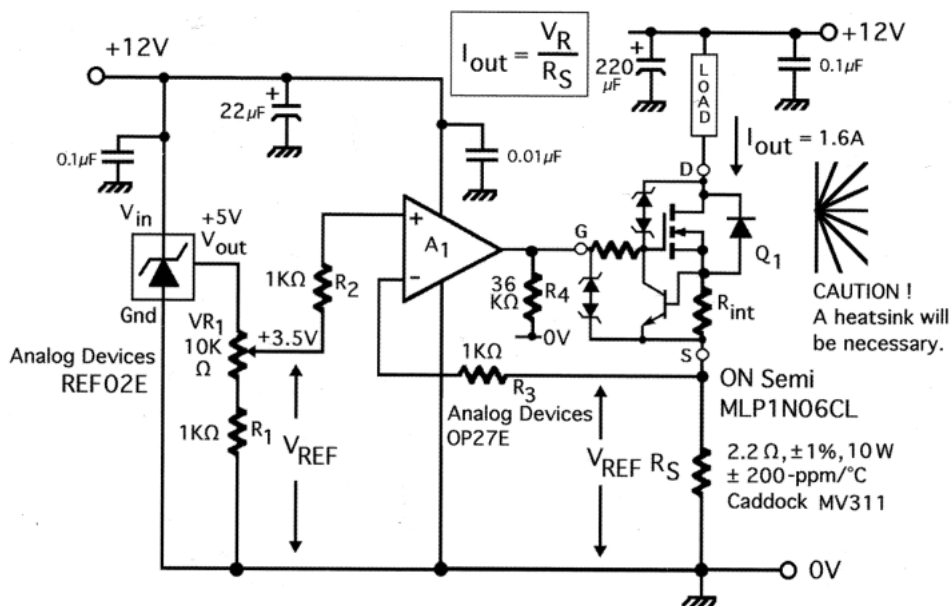 +12V
I_out = V_R / R_S
+
220
µF
LOAD
+12V
0.1µF
+
22µF
0.1µF
0.01µF
I_out = 1.6A
D
V_in
+5V
V_out
+
A_1
−
G
Q_1
1KΩ
R_2
36
KΩ
R_4
0V
R_int
CAUTION !
A heatsink will
be necessary.
Gnd
VR_1
10K
Ω
+3.5V
S
Analog Devices
REF02E
1KΩ
R_3
ON Semi
MLP1N06CL
Analog Devices
OP27E
1KΩ
R_1
V_REF
V_REF
R_S
2.2 Ω, ±1%, 10W
± 200-ppm/°C
Caddock MV311
0V